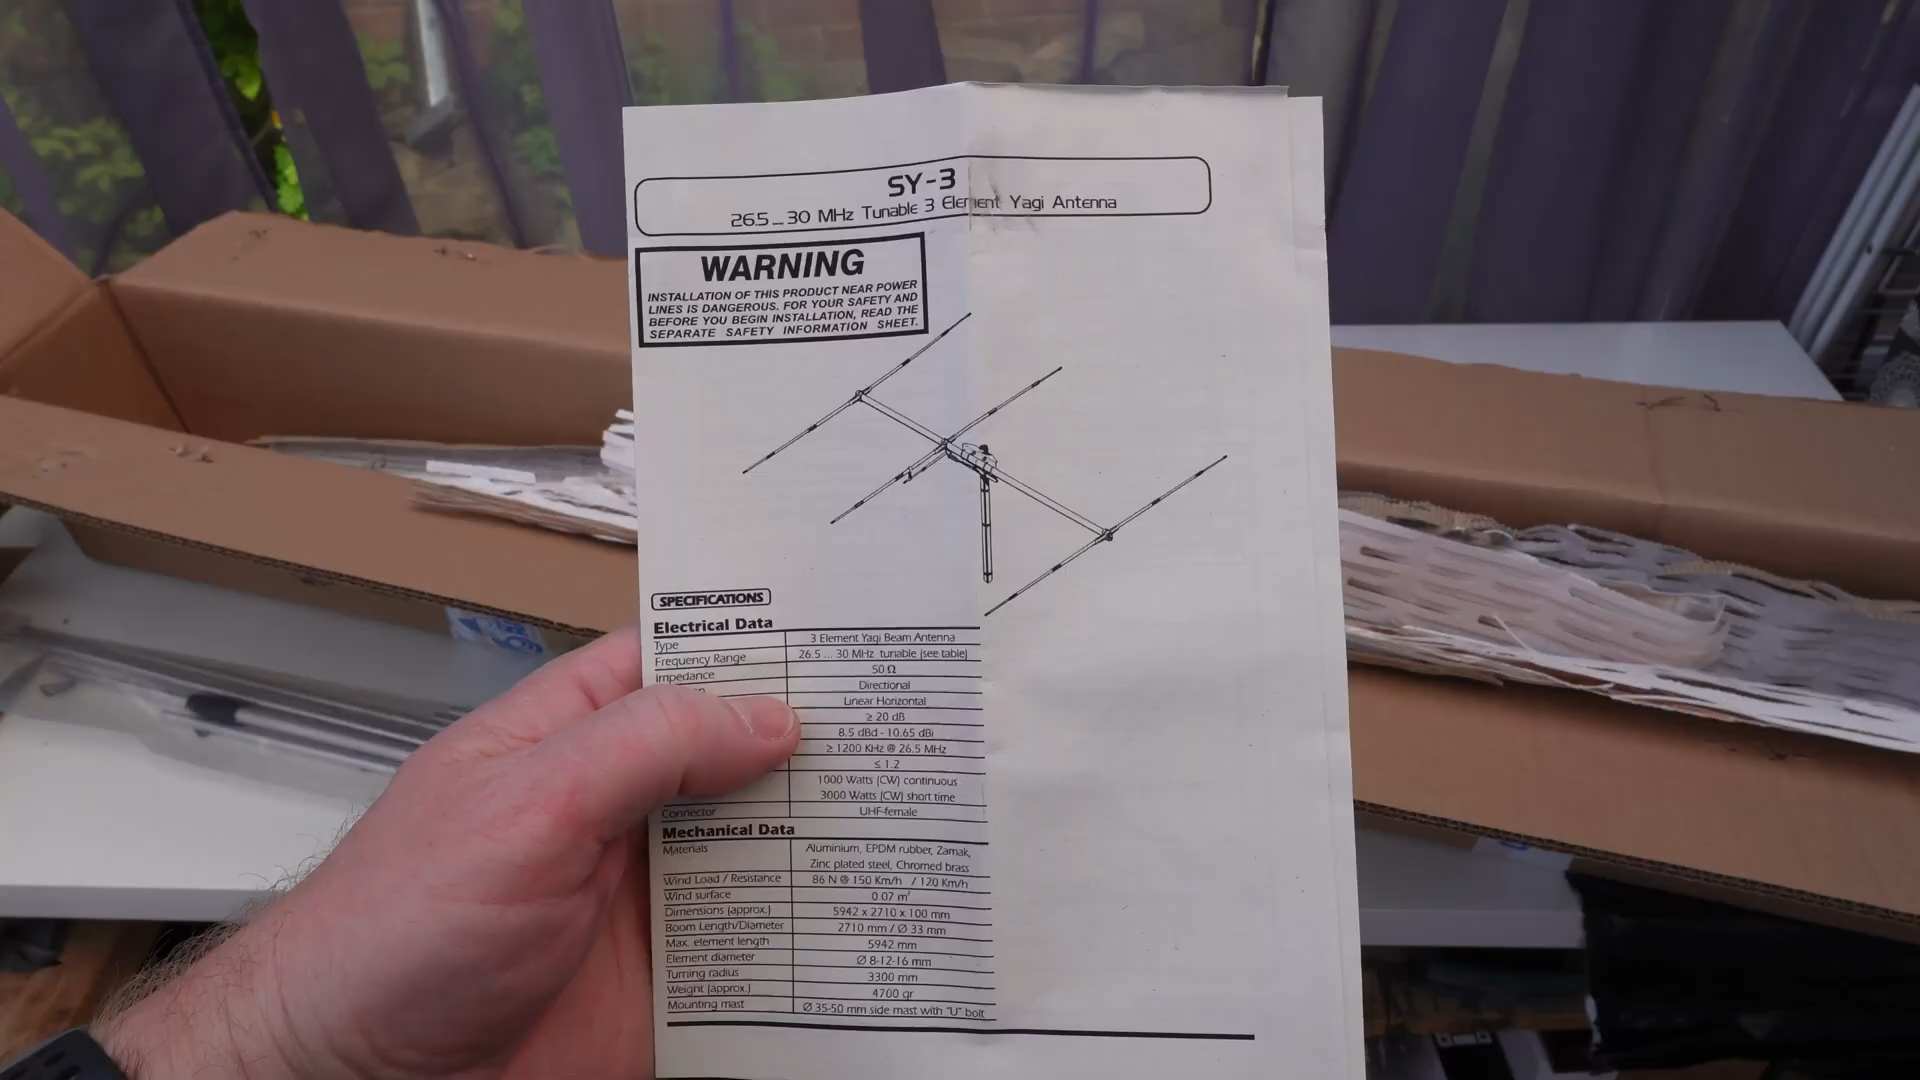 SY-3
26.5...30 MHz Tunable 3 Element Yagi Antenna
WARNING
INSTALLATION OF THIS PRODUCT NEAR POWER
LINES IS DANGEROUS. FOR YOUR SAFETY AND
BEFORE YOU BEGIN INSTALLATION, READ THE
SEPARATE SAFETY INFORMATION SHEET.
SPECIFICATIONS
Electrical Data
Type 3 Element Yagi Beam Antenna
Frequency Range 26.5 ... 30 MHz tunable (see table)
Impedance 50 Ω
Directional
Linear Horizontal
≥ 20 dB
8.5 dBd - 10.65 dBi
≥ 1200 KHz @ 26.5 MHz
≤ 1.2
1000 Watts (CW) continuous
3000 Watts (CW) short time
Connector UHF-female
Mechanical Data
Materials Aluminium, EPDM rubber, Zamak,
Zinc plated steel, Chromed brass
Wind Load / Resistance 86 N @ 150 Km/h / 120 Km/h
Wind surface 0.07 m²
Dimensions (approx.) 5942 x 2710 x 100 mm
Boom Length/Diameter 2710 mm / Ø 33 mm
Max. element length 5942 mm
Element diameter Ø 8-12-16 mm
Turning radius 3300 mm
Weight (approx.) 4700 gr
Mounting mast Ø 35-50 mm side mast with "U" bolt